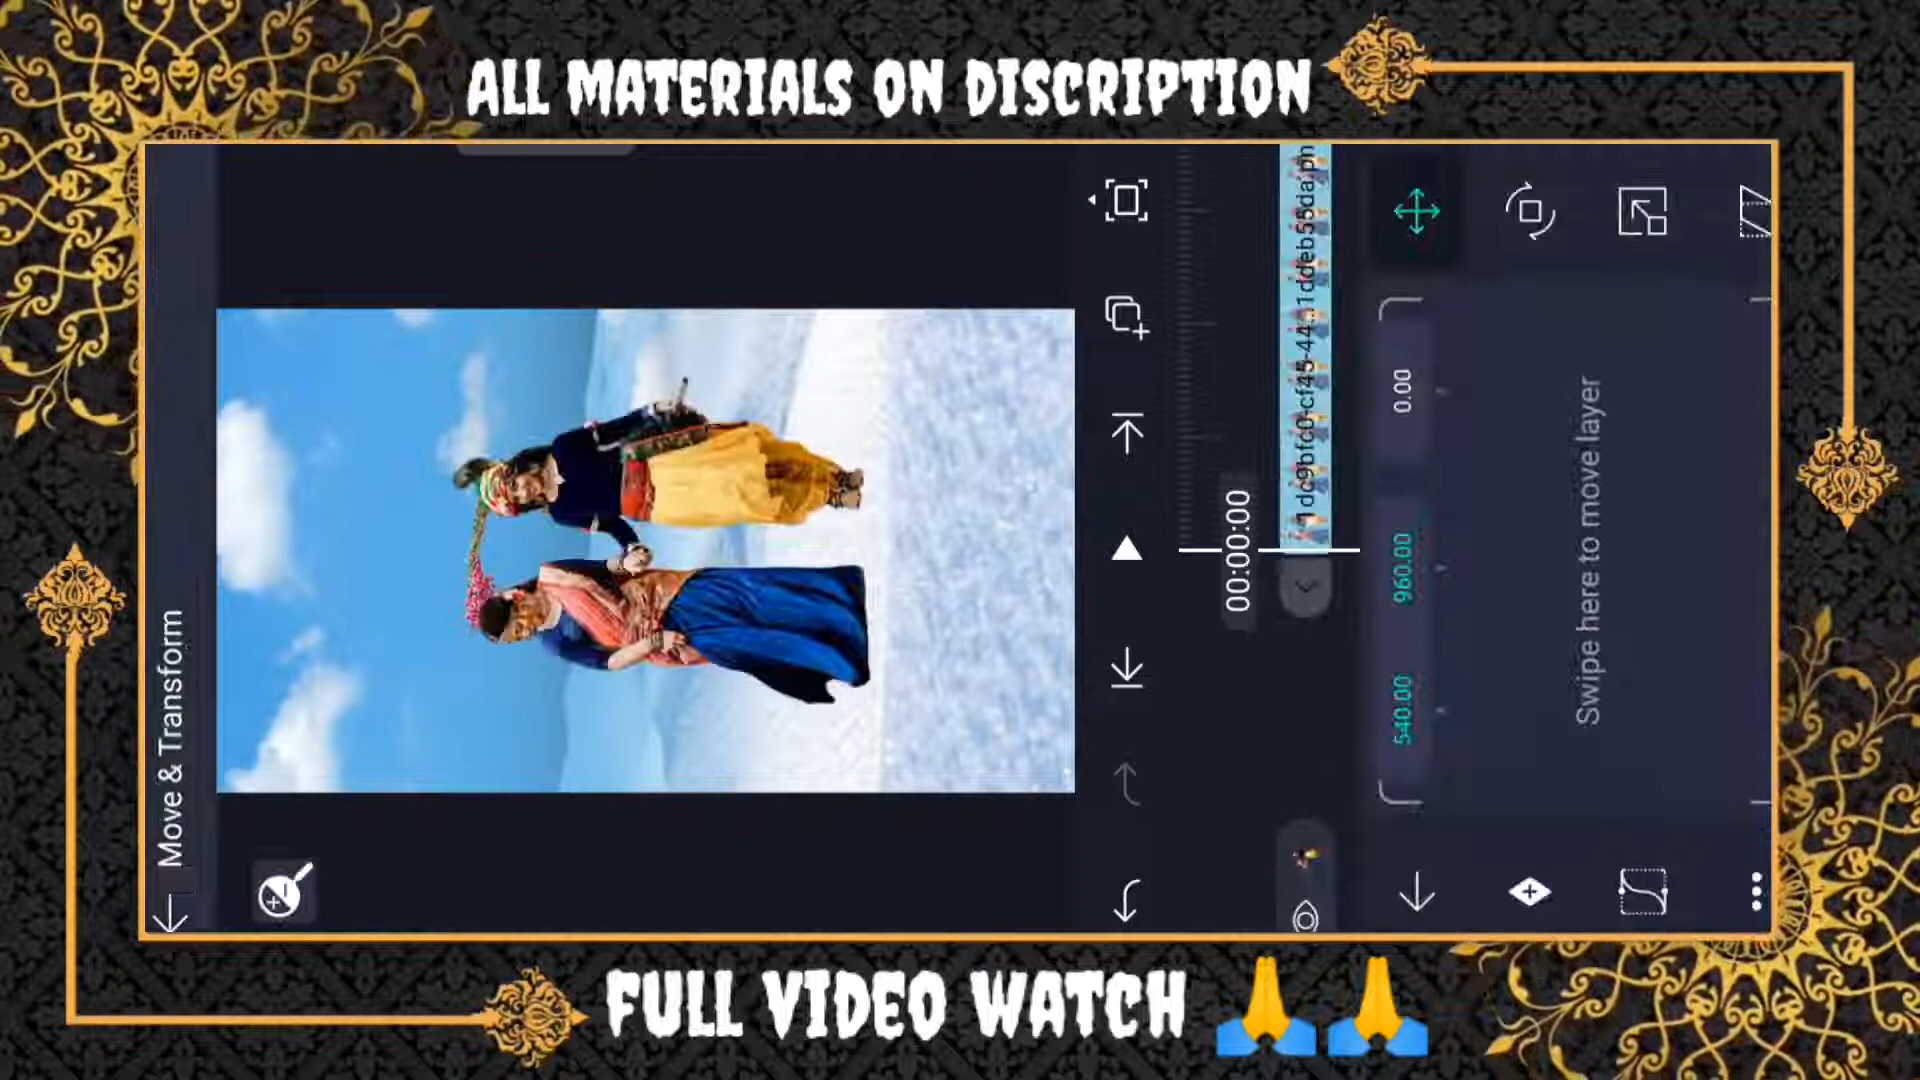 ALL MATERIALS ON DISCRIPTION
Move & Transform
00:00:00
540.00
960.00
0.00
Swipe here to move layer
FULL VIDEO WATCH 🙏🙏